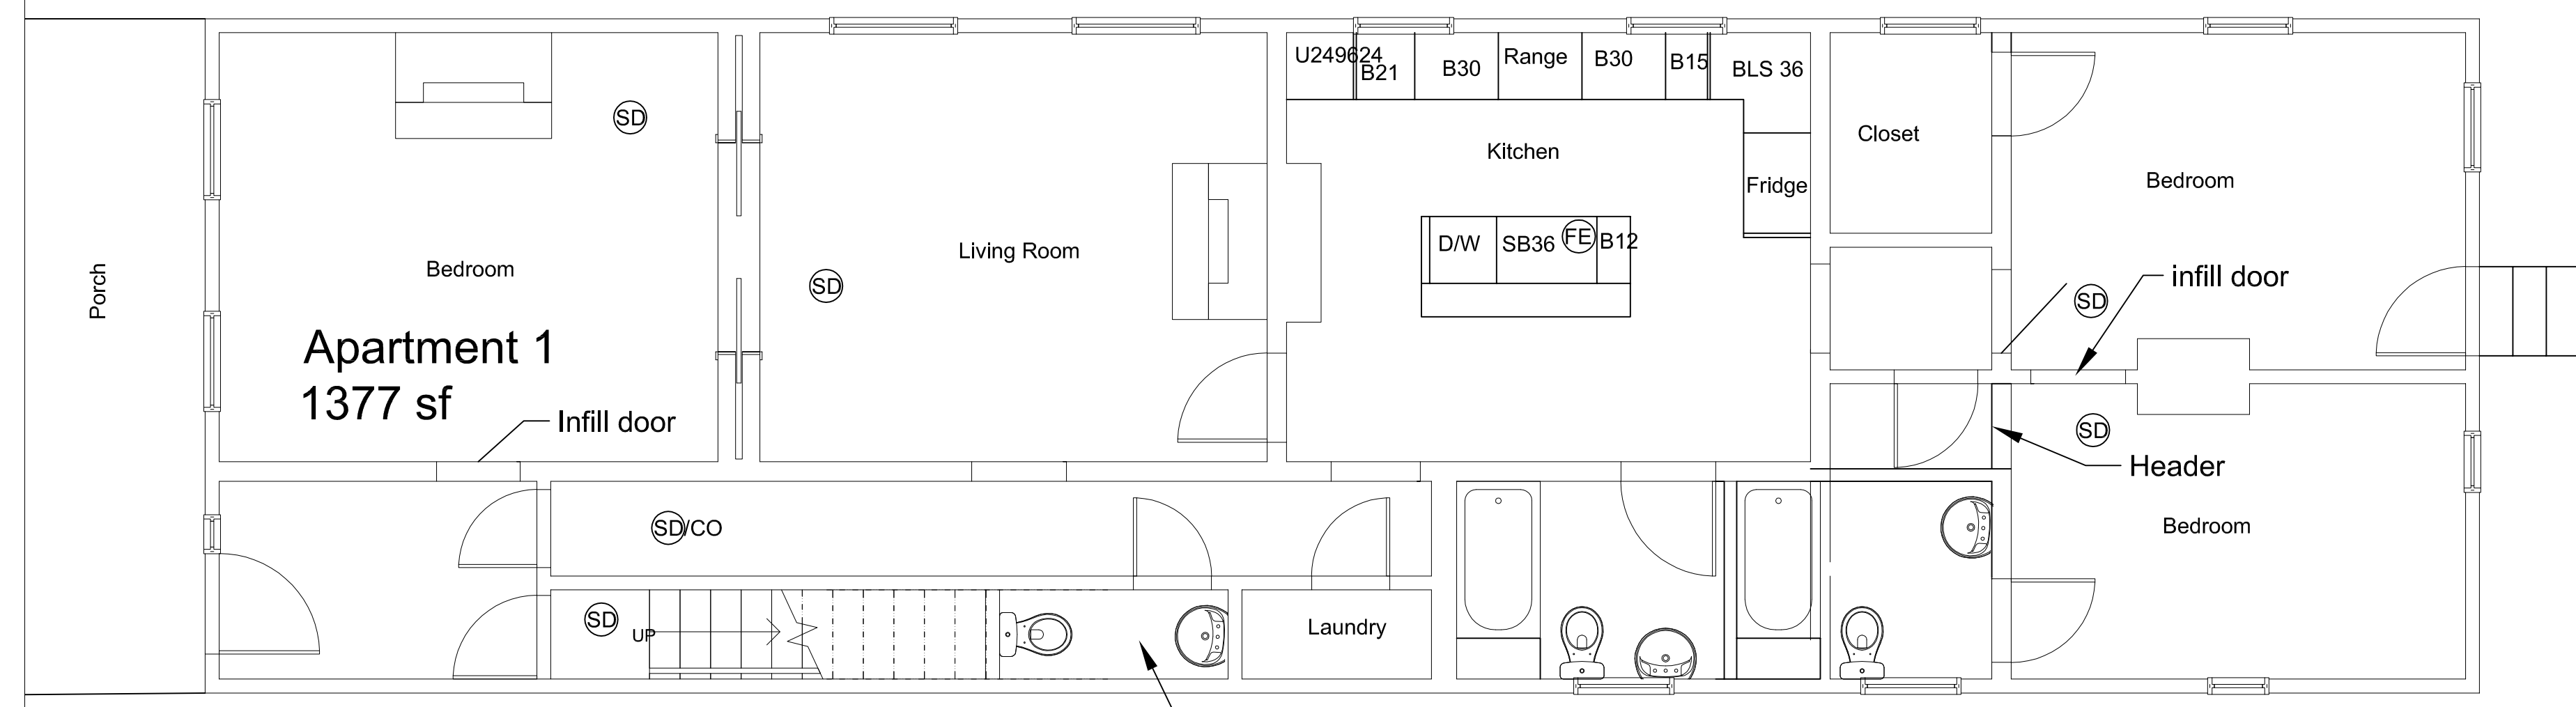 U249624
B21
B30
Range
B30
B15
BLS 36
SD
Closet
Kitchen
Bedroom
Fridge
Porch
Bedroom
Living Room
D/W
SB36
FE
B12
SD
SD
infill door
Apartment 1
1377 sf
Infill door
SD
Header
SD/CO
Bedroom
SD
UP
Laundry